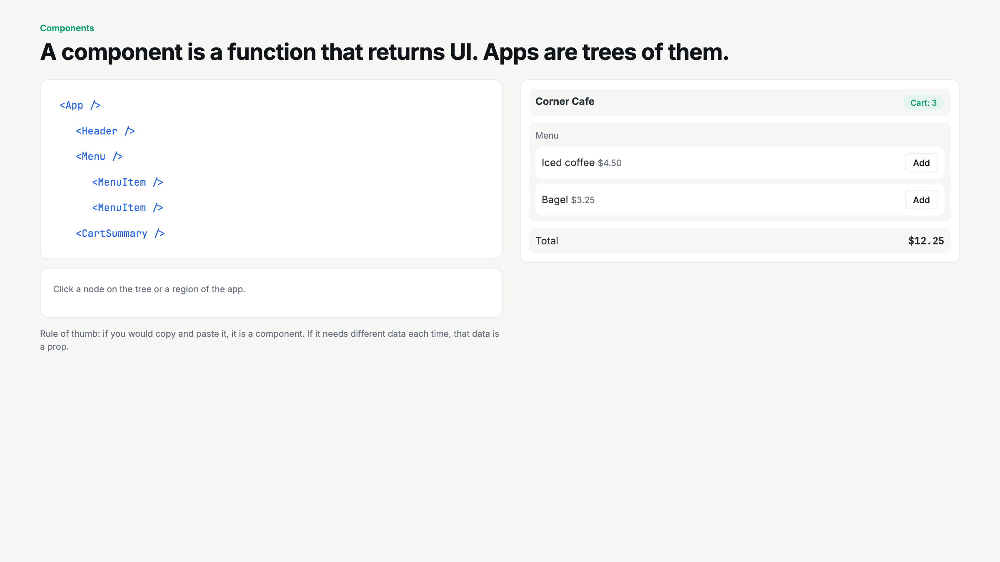 Components
A component is a function that returns UI. Apps are trees of them.
<App />
<Header />
<Menu />
<MenuItem />
<MenuItem />
<CartSummary />
Click a node on the tree or a region of the app.
Rule of thumb: if you would copy and paste it, it is a component. If it needs different data each time, that data is
a prop.
Corner Cafe Cart: 3
Menu
Iced coffee $4.50 Add
Bagel $3.25 Add
Total $12.25